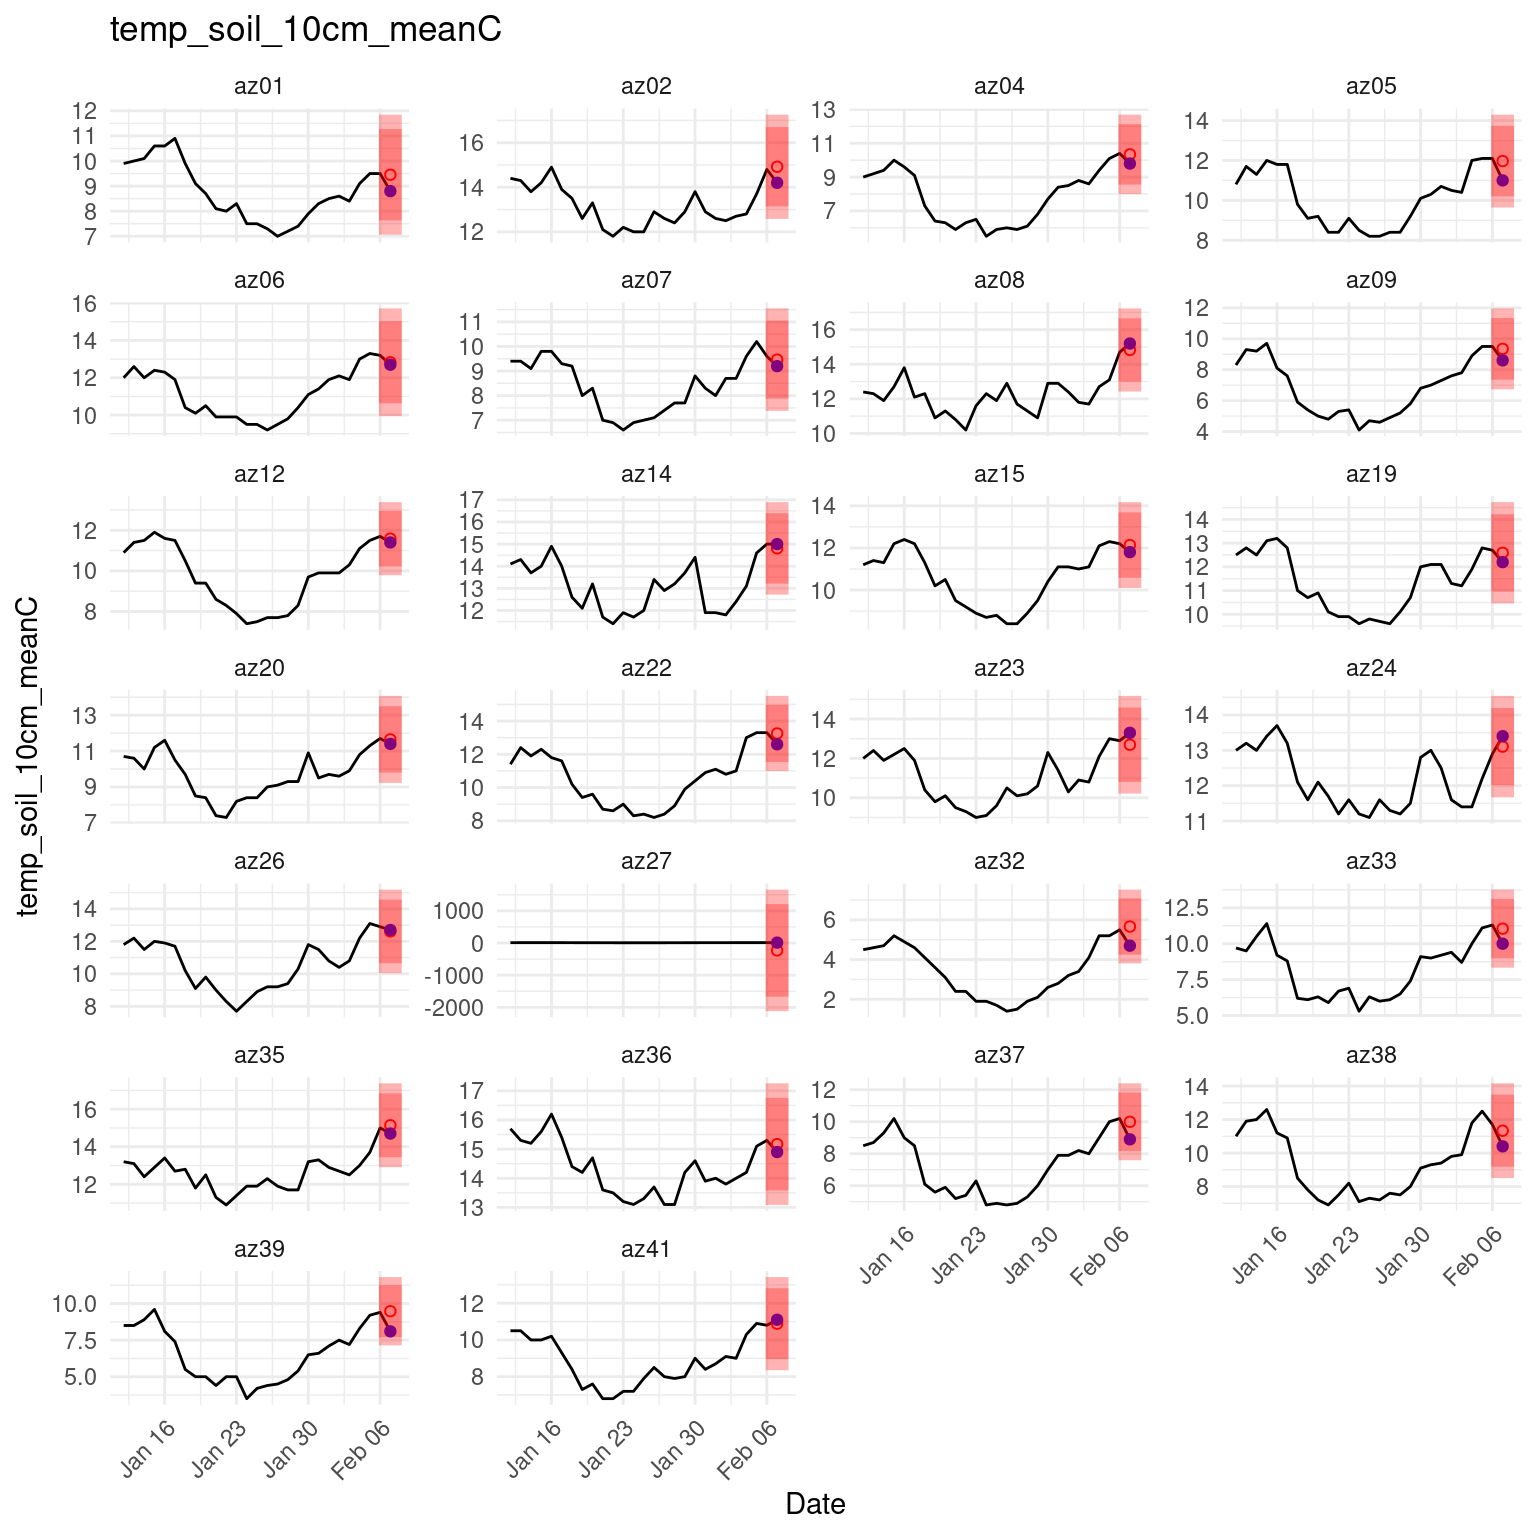 temp_soil_10cm_meanC
az01 az02 az04 az05
12 11 10 9 8 7
16 14 12
13 11 9 7
14 12 10 8
az06 az07 az08 az09
16 14 12 10
11 10 9 8 7
16 14 12 10
12 10 8 6 4
az12 az14 az15 az19
12 10 8
17 16 15 14 13 12
14 12 10
14 13 12 11 10
temp_soil_10cm_meanC
az20 az22 az23 az24
13 11 9 7
14 12 10 8
14 12 10
14 13 12 11
az26 az27 az32 az33
14 12 10 8
1000 0 -1000 -2000
6 4 2
12.5 10.0 7.5 5.0
az35 az36 az37 az38
16 14 12
17 16 15 14 13
12 10 8 6
14 12 10 8
Jan 16 Jan 23 Jan 30 Feb 06
Jan 16 Jan 23 Jan 30 Feb 06
az39 az41
10.0 7.5 5.0
12 10 8
Jan 16 Jan 23 Jan 30 Feb 06
Jan 16 Jan 23 Jan 30 Feb 06
Date